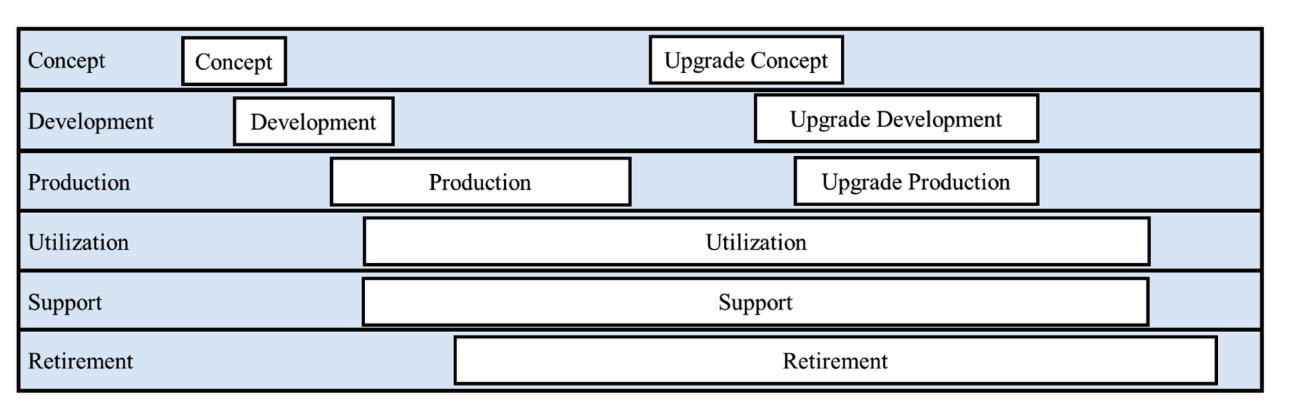 Concept
Concept
Upgrade Concept
Development
Development
Upgrade Development
Production
Production
Upgrade Production
Utilization
Utilization
Support
Support
Retirement
Retirement